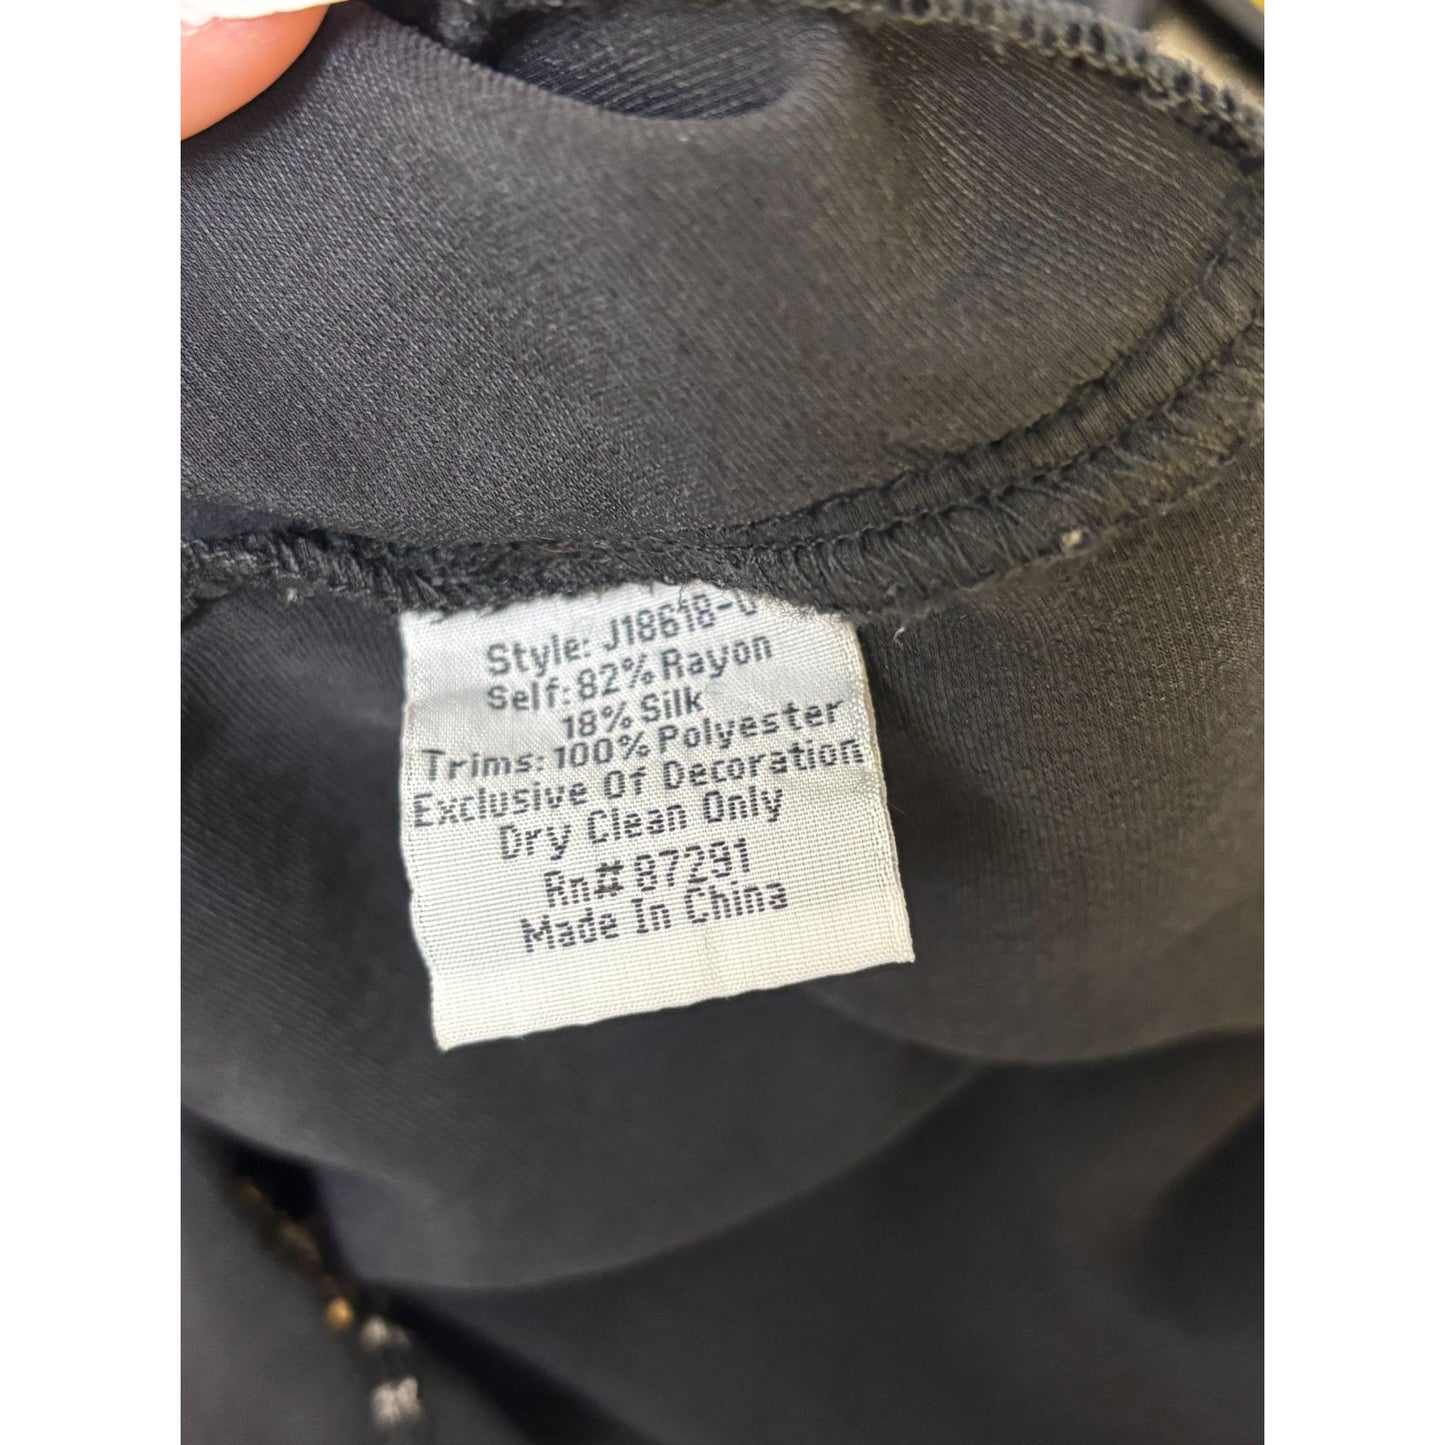 Style: J18618-0
Self: 82% Rayon
18% Silk
Trims: 100% Polyester
Exclusive Of Decoration
Dry Clean Only
Rn# 87291
Made In China